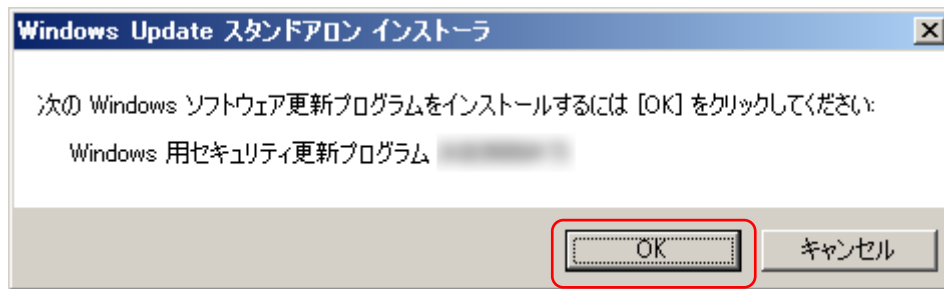 Windows Update スタンドアロン インストーラ
次の Windows ソフトウェア更新プログラムをインストールするには [OK] をクリックしてください:
Windows 用セキュリティ更新プログラム
OK
キャンセル